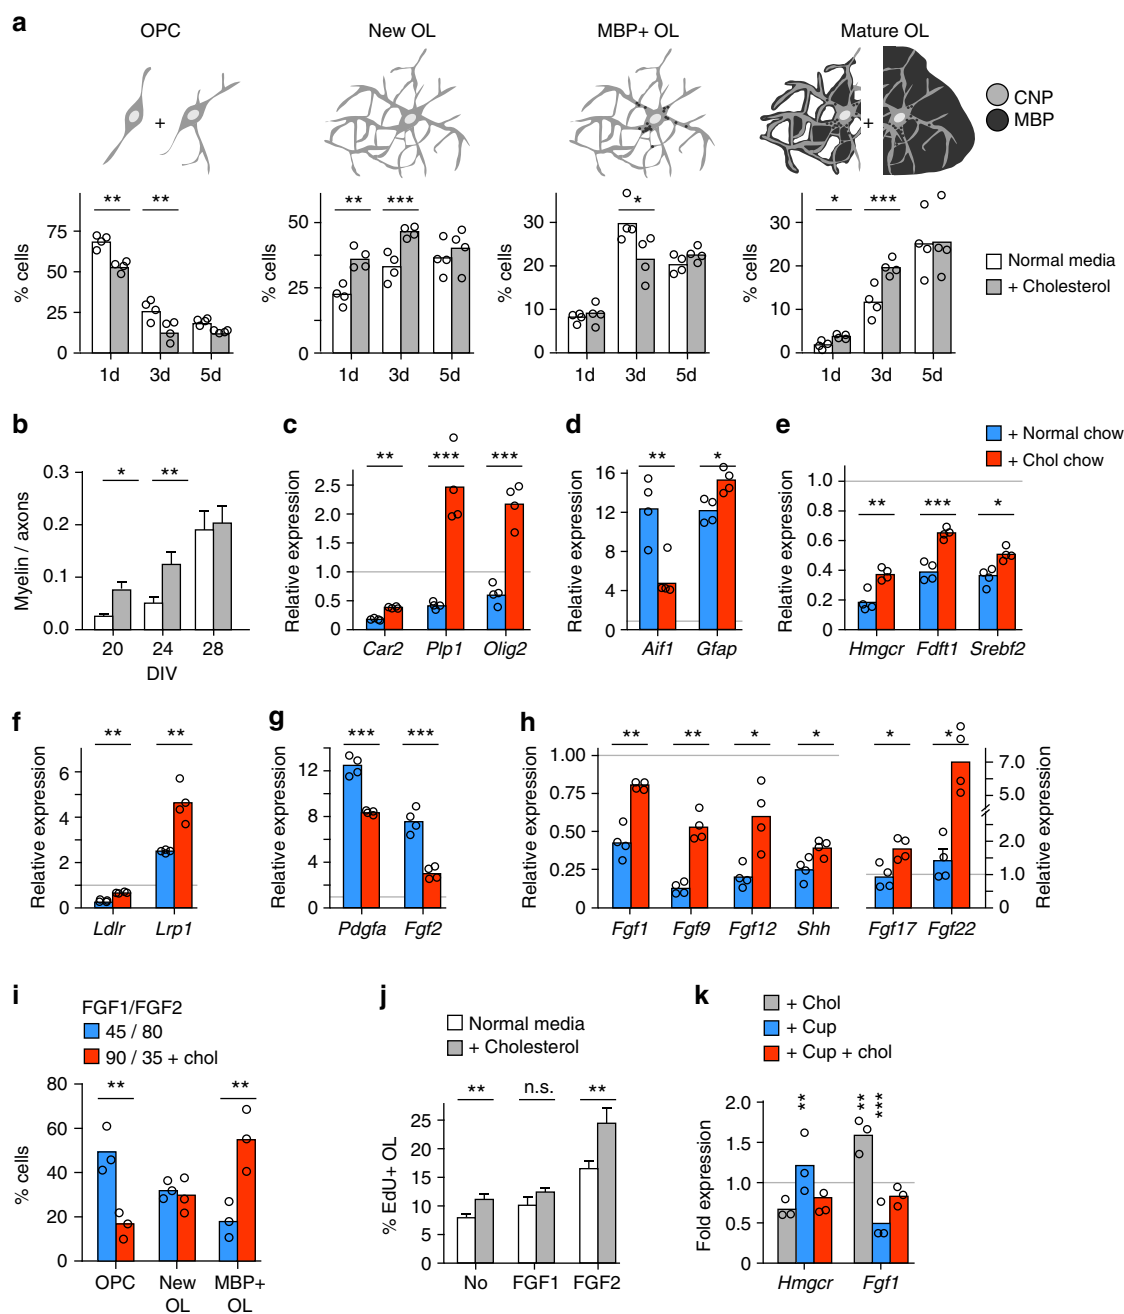 a
OPC New OL MBP+ OL Mature OL
+ +
CNP
MBP
** ** ** *** * * ***
% cells % cells % cells % cells
75 50 25 0
50 25 0
30 20 10 0
30 20 10 0
1d 3d 5d 1d 3d 5d 1d 3d 5d 1d 3d 5d
Normal media
+ Cholesterol
b
Myelin / axons
0.3
0.2
0.1
0.0
* **
20 24 28
DIV
c
Relative expression
2.5
2.0
1.5
1.0
0.5
0
** *** ***
Car2 Plp1 Olig2
d
Relative expression
16
12
8
4
0
** *
Aif1 Gfap
e
+ Normal chow
+ Chol chow
Relative expression
1.0
0.8
0.6
0.4
0.2
0
** *** *
Hmgcr Fdft1 Srebf2
f
Relative expression
6
4
2
0
** **
Ldlr Lrp1
g
Relative expression
12
8
4
0
*** ***
Pdgfa Fgf2
h
Relative expression
1.00
0.75
0.50
0.25
0
** ** * * * *
7.0
5.0
2.0
1.0
0
Relative expression
Fgf1 Fgf9 Fgf12 Shh Fgf17 Fgf22
i
FGF1/FGF2
45 / 80
90 / 35 + chol
% cells
80
60
40
20
0
** **
OPC New MBP+
OL OL
j
Normal media
+ Cholesterol
% EdU+ OL
25
20
15
10
5
0
** n.s. **
No FGF1 FGF2
k
+ Chol
+ Cup
+ Cup + chol
Fold expression
2.0
1.5
1.0
0.5
0
** ** ***
Hmgcr Fgf1